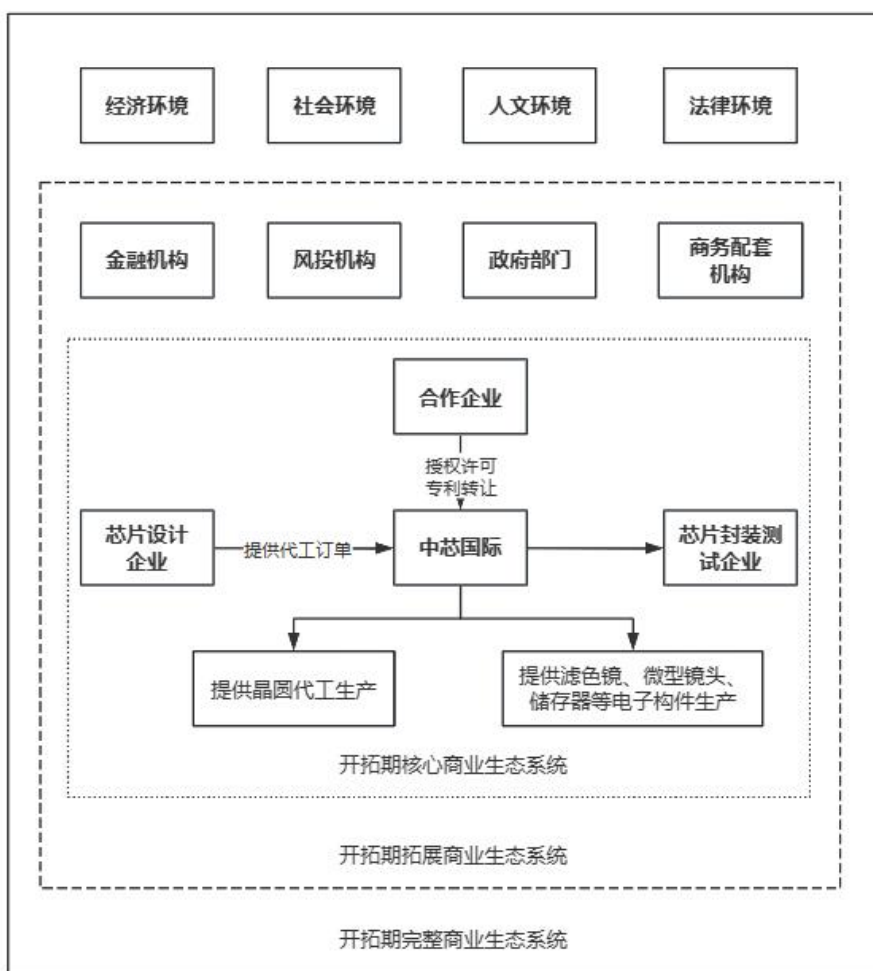 经济环境
社会环境
人文环境
法律环境
金融机构
风投机构
政府部门
商务配套
机构
合作企业
授权许可
专利转让
芯片设计
企业
提供代工订单
中芯国际
芯片封装测
试企业
提供晶圆代工生产
提供滤色镜、微型镜头、
储存器等电子构件生产
开拓期核心商业生态系统
开拓期拓展商业生态系统
开拓期完整商业生态系统